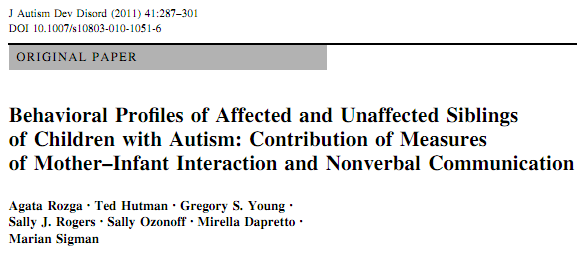 J Autism Dev Disord (2011) 41:287–301
DOI 10.1007/s10803-010-1051-6
ORIGINAL PAPER
Behavioral Profiles of Affected and Unaffected Siblings
of Children with Autism: Contribution of Measures
of Mother–Infant Interaction and Nonverbal Communication
Agata Rozga · Ted Hutman · Gregory S. Young ·
Sally J. Rogers · Sally Ozonoff · Mirella Dapretto ·
Marian Sigman